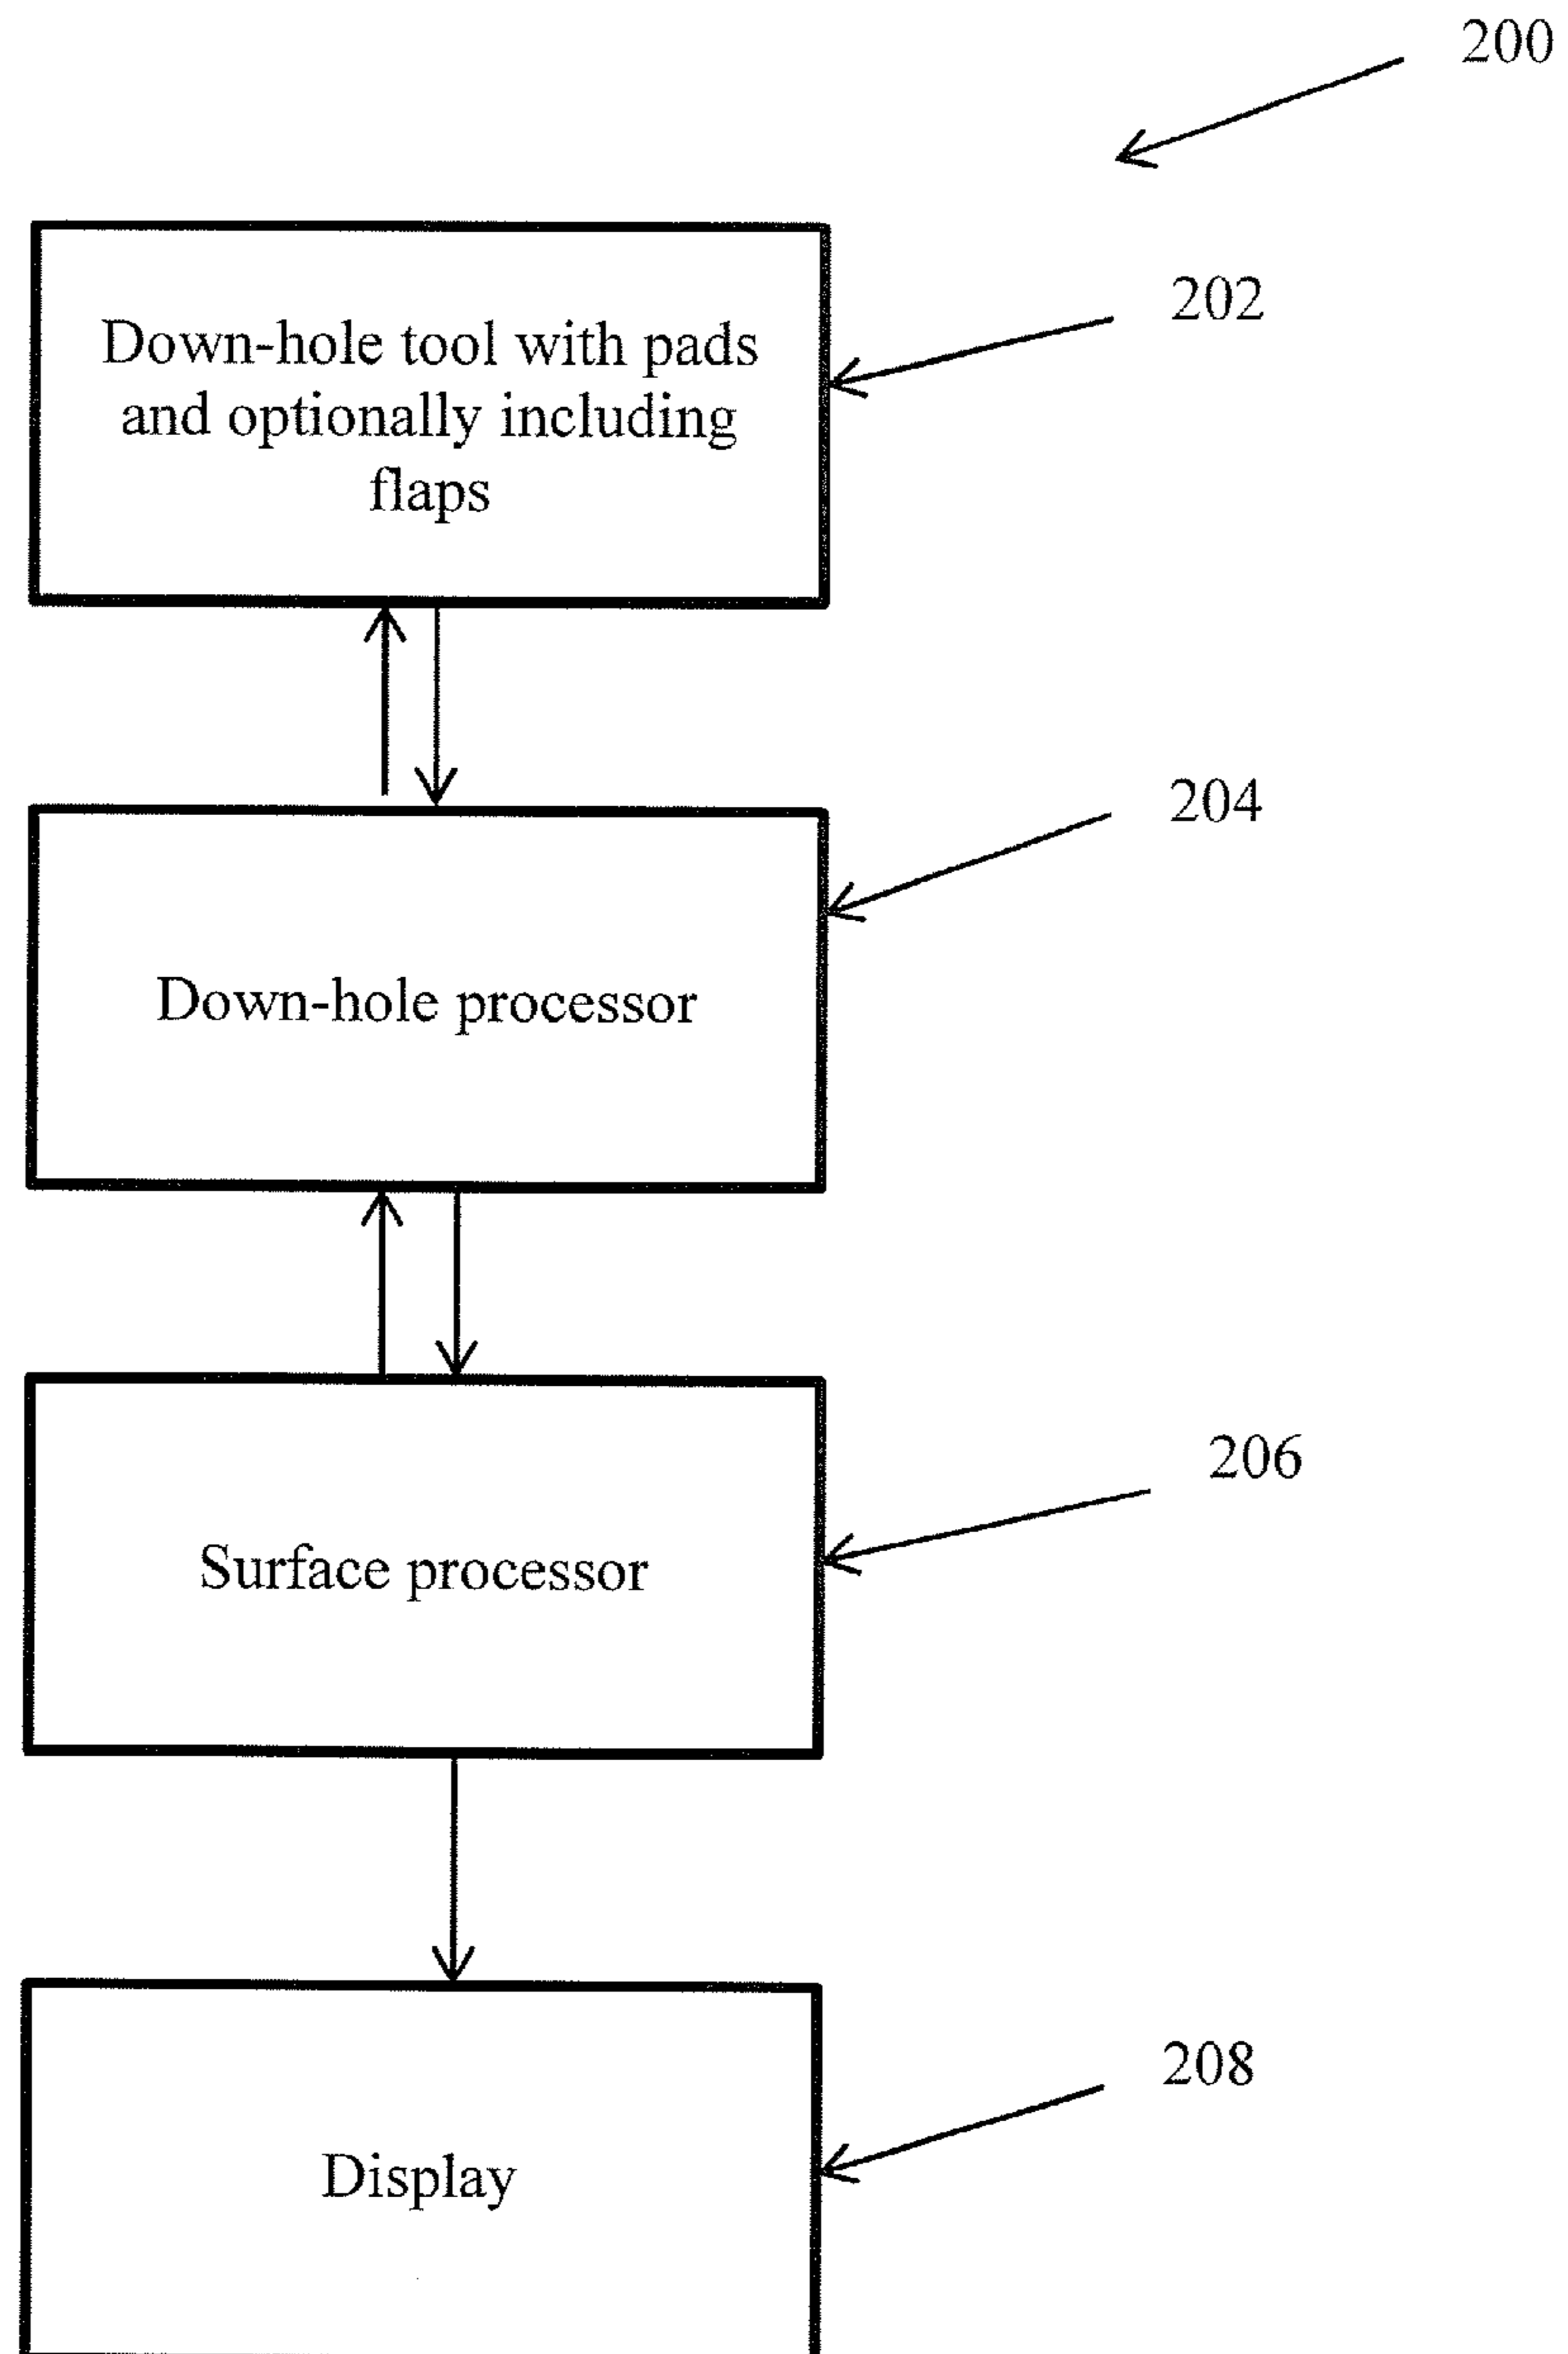 200
202
Down-hole tool with pads
and optionally including
flaps
204
Down-hole processor
206
Surface processor
208
Display